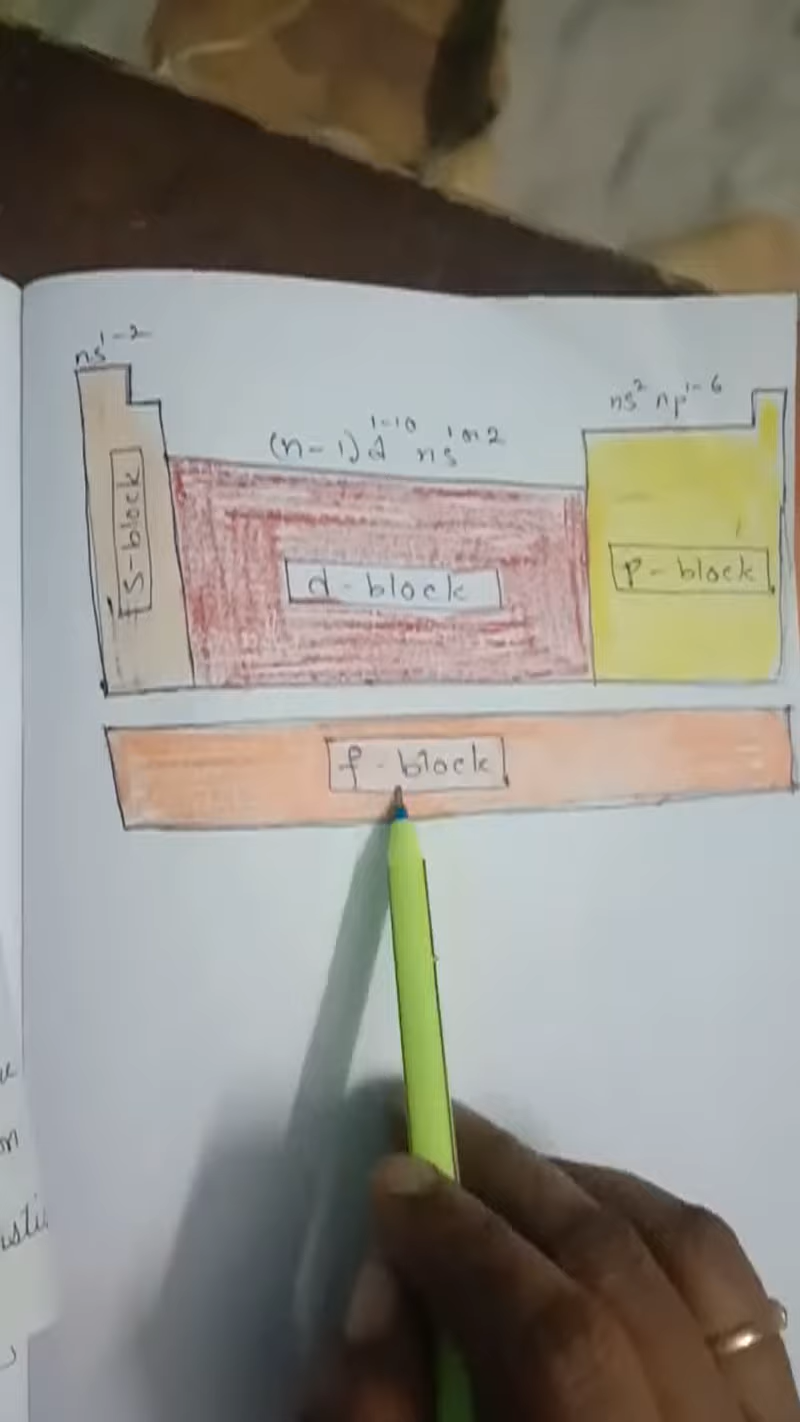 ns¹⁻²
ns² np¹⁻⁶
(n-1)d¹⁻¹⁰ ns¹ ᵒʳ ²
s-block
d-block
p-block
f-block